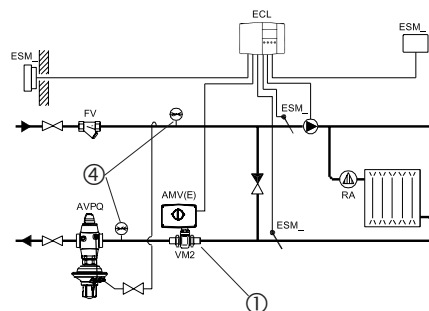 ECL
ESM_
ESM_
FV
ESM_
④
AMV(E)
RA
AVPQ
ESM_
VM2
①